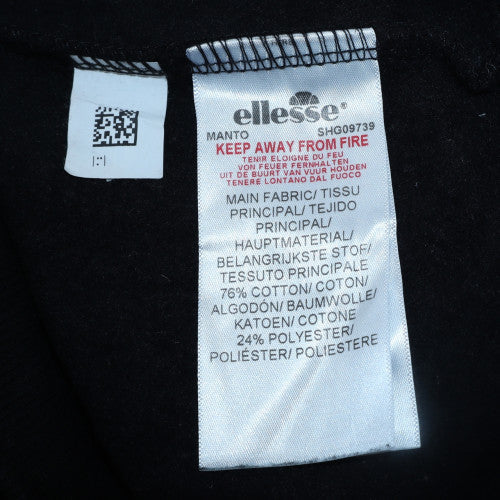 ellesse®
MANTO SHG09739
KEEP AWAY FROM FIRE
TENIR ELOIGNE DU FEU
VON FEUER FERNHALTEN
UIT DE BUURT VAN VUUR HOUDEN
TENERE LONTANO DAL FUOCO
MAIN FABRIC/ TISSU
PRINCIPAL/ TEJIDO
PRINCIPAL/
HAUPTMATERIAL/
BELANGRIJKSTE STOF/
TESSUTO PRINCIPALE
76% COTTON/ COTON/
ALGODÓN/ BAUMWOLLE/
KATOEN/ COTONE
24% POLYESTER/
POLIÉSTER/ POLIESTERE